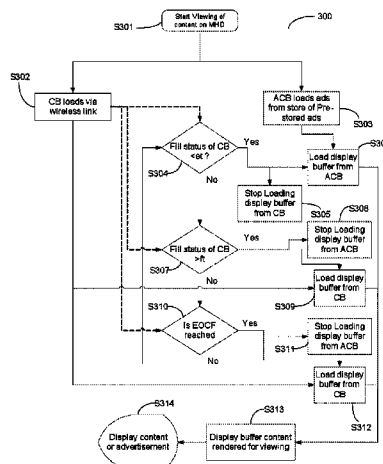 Start Viewing of
content on MHD
S301
300
S302
CB loads via
wireless link
ACB loads ads
from store of Pre-
stored ads
S303
Fill status of CB
<et ?
Yes
S304
No
Load display
buffer from
ACB
S30
Stop Loading
display buffer
from CB
S305
S308
Fill status of CB
>ft
Yes
S307
No
Stop Loading
display buffer
from ACB
Load display
buffer from
CB
S309
S310
Is EOCF
reached
Yes
No
Stop Loading
display buffer
from ACB
S311
Load display
buffer from
CB
S312
S314
S313
Display content
or advertisement
Display buffer content
rendered for viewing